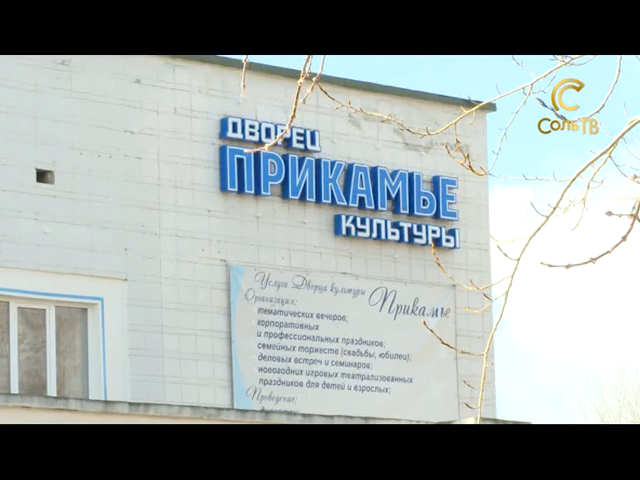 СольТВ
ДВОРЕЦ
ПРИКАМЬЕ
КУЛЬТУРЫ
Услуги Дворца культуры
Прикамье
Организация:
тематических вечеров;
корпоративных
и профессиональных праздников;
семейных торжеств (свадьбы, юбилеи);
деловых встреч и семинаров;
новогодних игровых театрализованных
праздников для детей и взрослых;
Проведение: